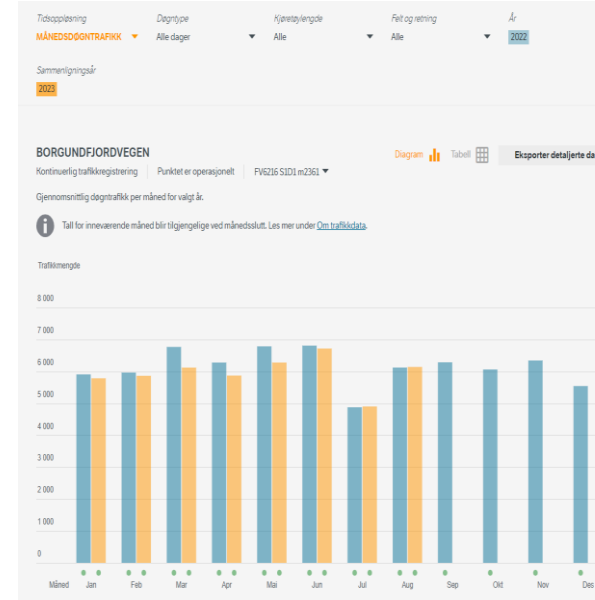 Tidsoppløsning Døgntype Kjøretøylengde Felt og retning År
MÅNEDSDØGNTRAFIKK Alle dager Alle Alle 2022
Sammenligningsår
2023
BORGUNDFJORDVEGEN
Diagram Tabell Eksporter detaljerte da
Kontinuerlig trafikkregistrering Punktet er operasjonelt FV6216 S1D1 m2361
Gjennomsnittlig døgntrafikk per måned for valgt år.
Tall for inneværende måned blir tilgjengelige ved månedsslutt. Les mer under Om trafikkdata.
Trafikkmengde
8 000
7 000
6 000
5 000
4 000
3 000
2 000
1 000
0
Måned Jan Feb Mar Apr Mai Jun Jul Aug Sep Okt Nov Des